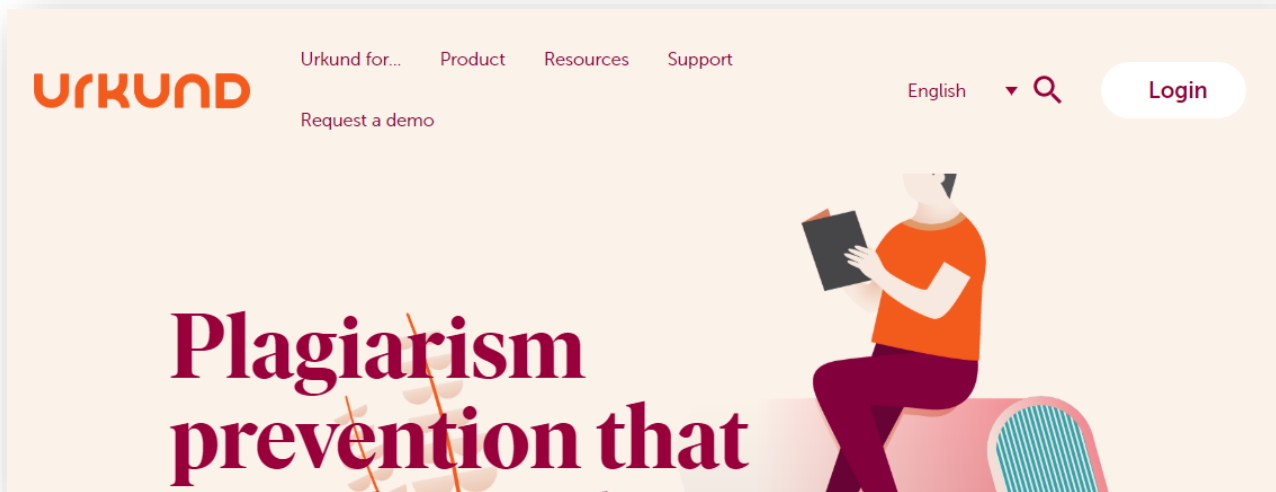 urkund
Urkund for... Product Resources Support
Request a demo
English
Login
Plagiarism
prevention that